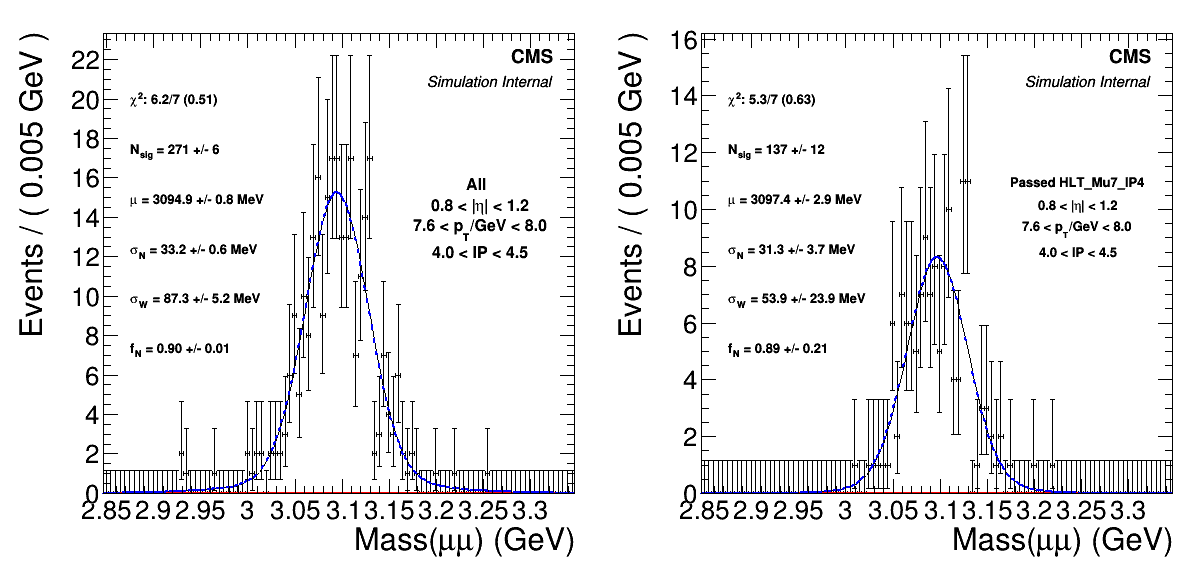 Events / ( 0.005 GeV )
22
20
18
16
14
12
10
8
6
4
2
0
CMS
Simulation Internal
χ²: 6.2/7 (0.51)
N_sig = 271 +/- 6
μ = 3094.9 +/- 0.8 MeV
σ_N = 33.2 +/- 0.6 MeV
σ_W = 87.3 +/- 5.2 MeV
f_N = 0.90 +/- 0.01
All
0.8 < |η| < 1.2
7.6 < p_T/GeV < 8.0
4.0 < IP < 4.5
2.85 2.9 2.95 3 3.05 3.1 3.15 3.2 3.25 3.3
Mass(μμ) (GeV)
Events / ( 0.005 GeV )
16
14
12
10
8
6
4
2
0
CMS
Simulation Internal
χ²: 5.3/7 (0.63)
N_sig = 137 +/- 12
μ = 3097.4 +/- 2.9 MeV
σ_N = 31.3 +/- 3.7 MeV
σ_W = 53.9 +/- 23.9 MeV
f_N = 0.89 +/- 0.21
Passed HLT_Mu7_IP4
0.8 < |η| < 1.2
7.6 < p_T/GeV < 8.0
4.0 < IP < 4.5
2.85 2.9 2.95 3 3.05 3.1 3.15 3.2 3.25 3.3
Mass(μμ) (GeV)